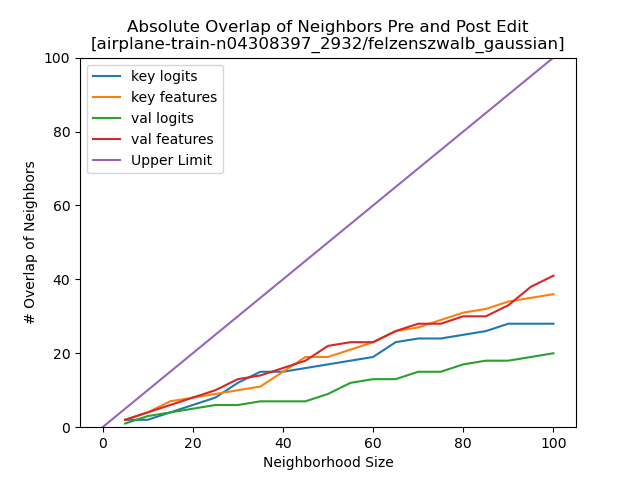 Absolute Overlap of Neighbors Pre and Post Edit
[airplane-train-n04308397_2932/felzenszwalb_gaussian]
key logits
key features
val logits
val features
Upper Limit
# Overlap of Neighbors
100
80
60
40
20
0
0 20 40 60 80 100
Neighborhood Size